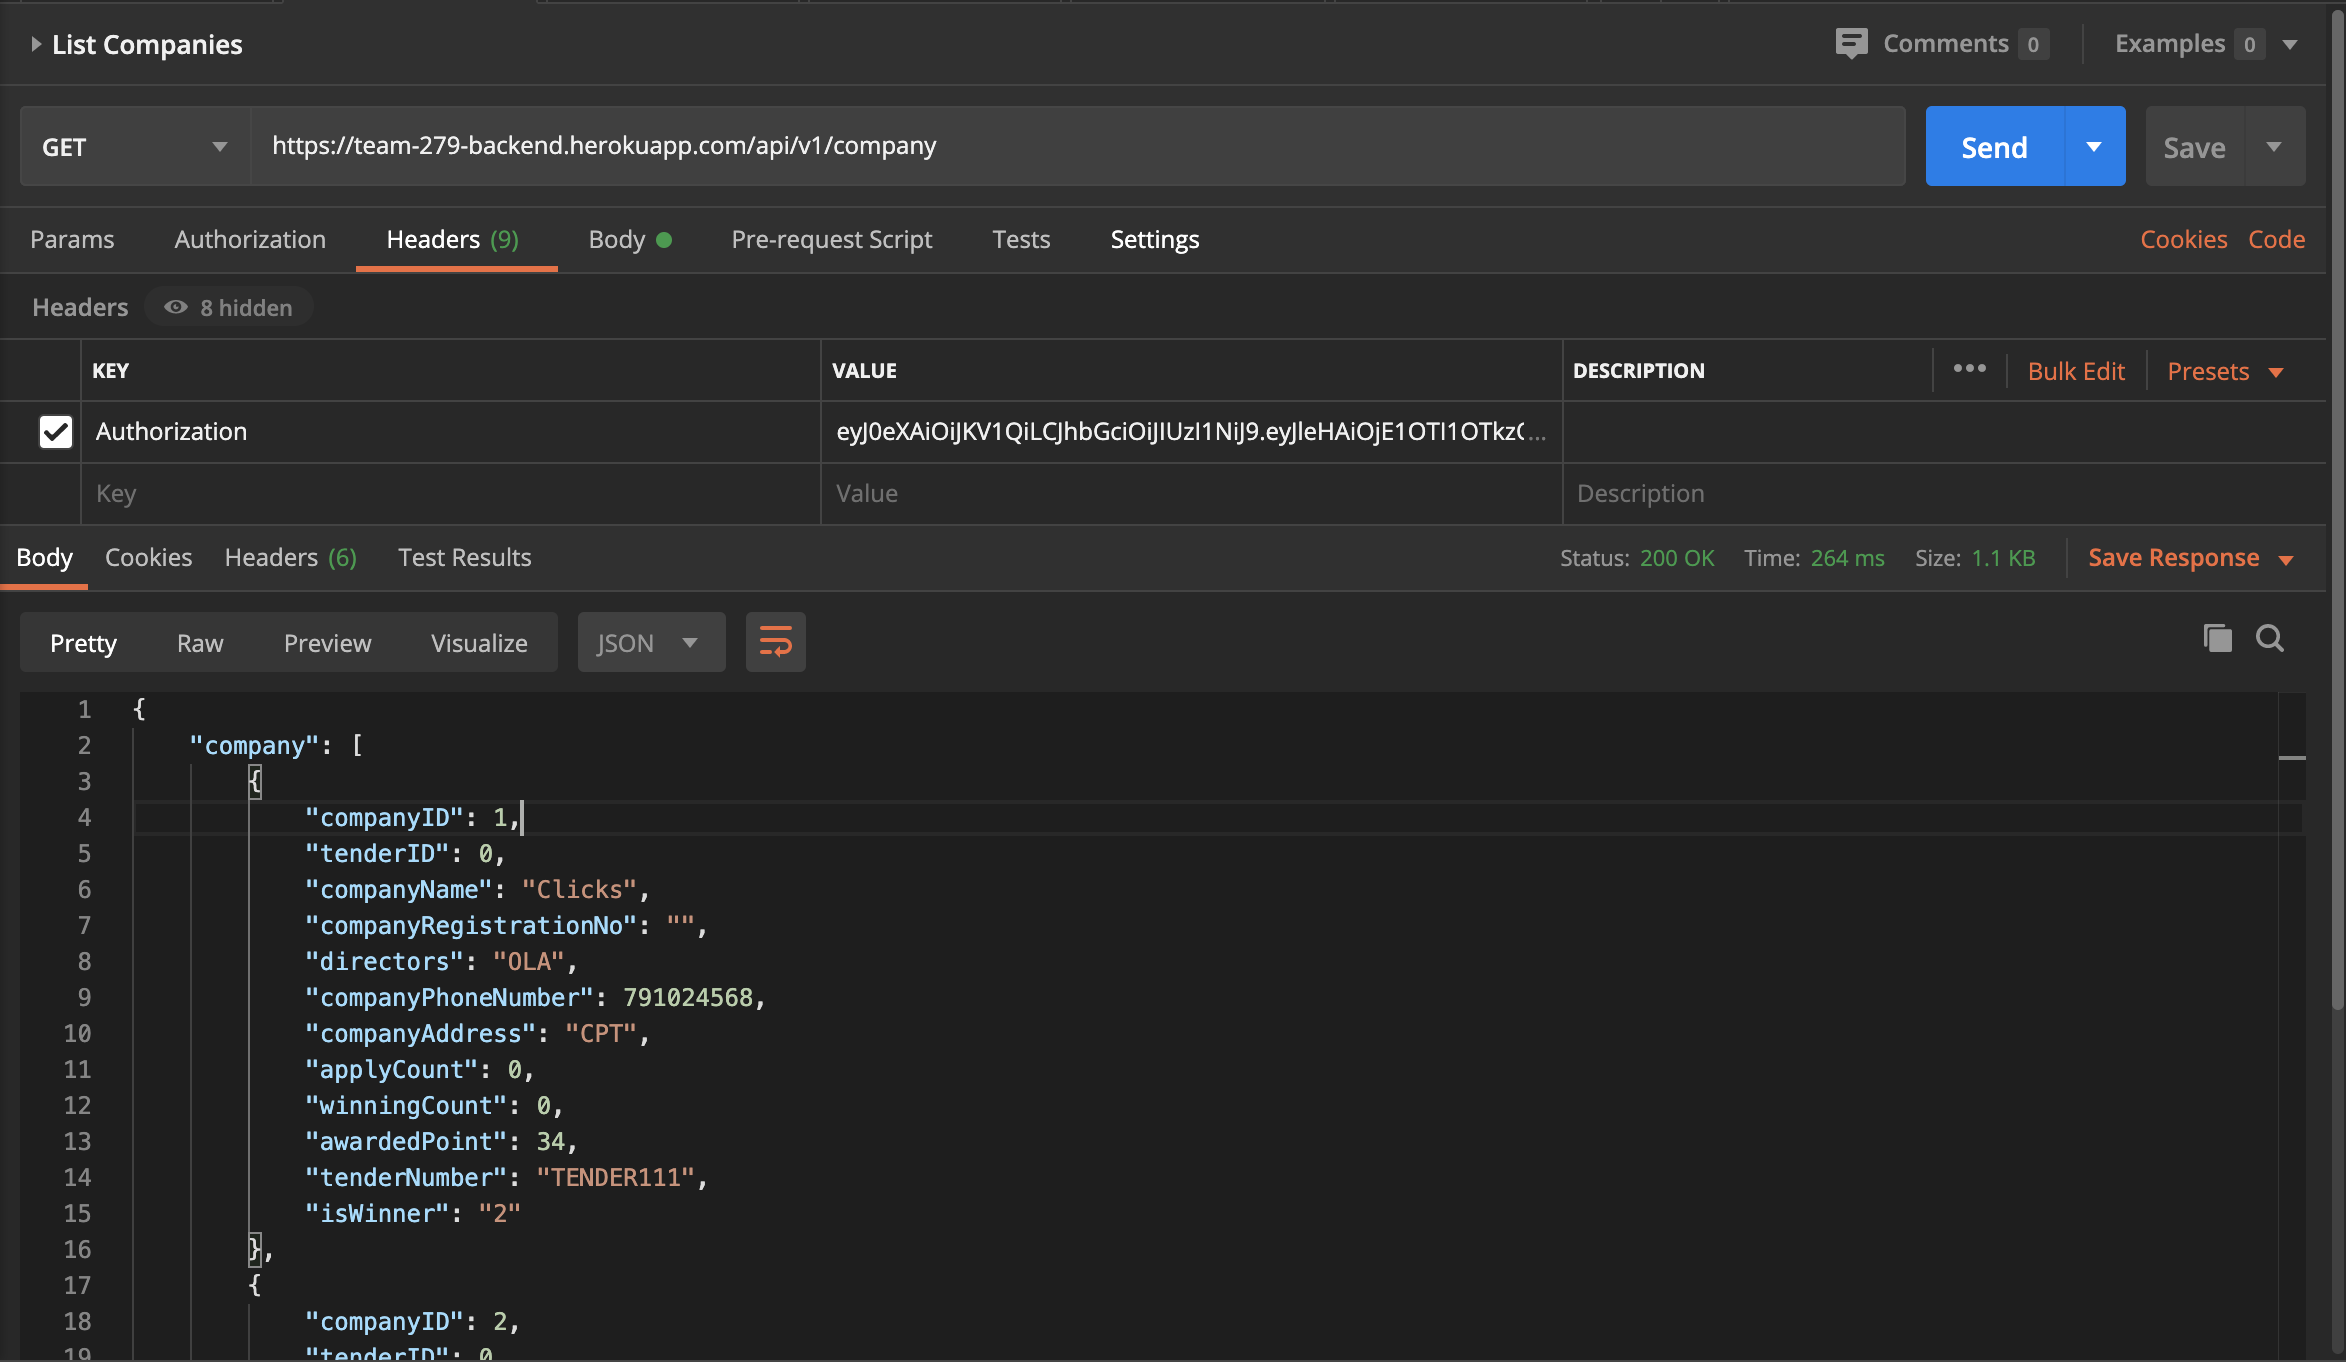 List Companies
Comments 0
Examples 0
GET
https://team-279-backend.herokuapp.com/api/v1/company
Send
Save
Params
Authorization
Headers (9)
Body
Pre-request Script
Tests
Settings
Cookies
Code
Headers
8 hidden
KEY
VALUE
DESCRIPTION
Bulk Edit
Presets
Authorization
eyJ0eXAiOiJKV1QiLCJhbGciOiJIUzI1NiJ9.eyJleHAiOjE1OTI1OTkz…
Key
Value
Description
Body
Cookies
Headers (6)
Test Results
Status: 200 OK
Time: 264 ms
Size: 1.1 KB
Save Response
Pretty
Raw
Preview
Visualize
JSON
1 {
2 "company": [
3 {
4 "companyID": 1,
5 "tenderID": 0,
6 "companyName": "Clicks",
7 "companyRegistrationNo": "",
8 "directors": "OLA",
9 "companyPhoneNumber": 791024568,
10 "companyAddress": "CPT",
11 "applyCount": 0,
12 "winningCount": 0,
13 "awardedPoint": 34,
14 "tenderNumber": "TENDER111",
15 "isWinner": "2"
16 },
17 {
18 "companyID": 2,
19 "tenderID": 0